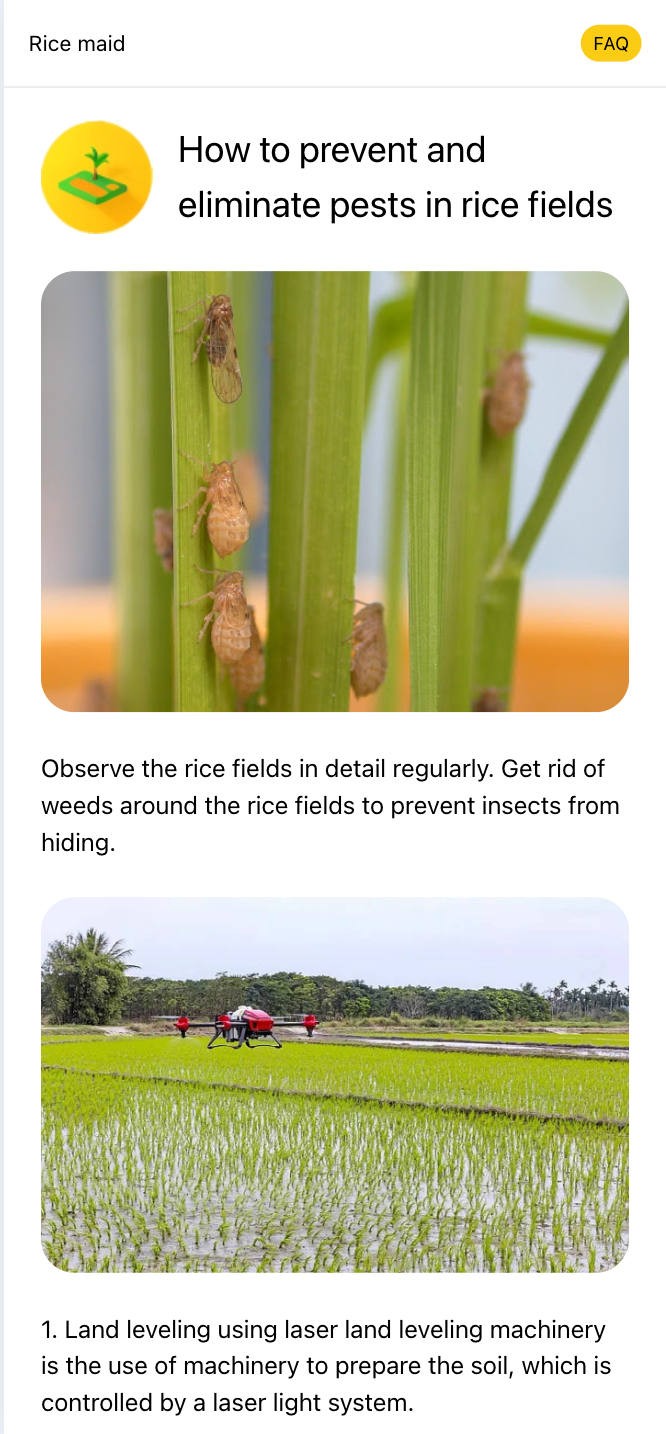 Rice maid
FAQ
How to prevent and
eliminate pests in rice fields
Observe the rice fields in detail regularly. Get rid of
weeds around the rice fields to prevent insects from
hiding.
1. Land leveling using laser land leveling machinery
is the use of machinery to prepare the soil, which is
controlled by a laser light system.